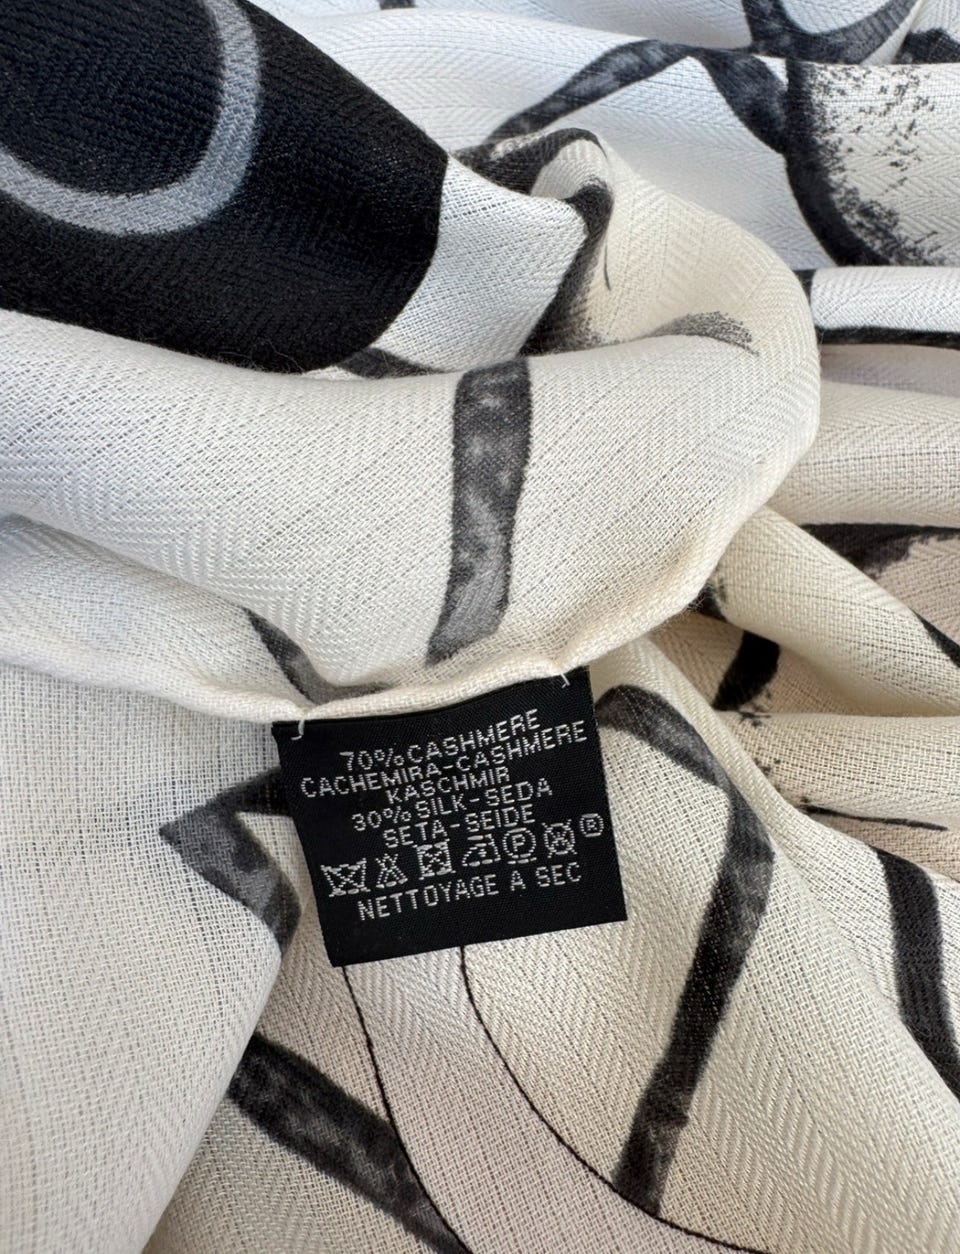 70% CASHMERE
CACHEMIRA-CASHMERE
KASCHMIR
30% SILK-SEDA
SETA-SEIDE
Ⓟ ®
NETTOYAGE A SEC